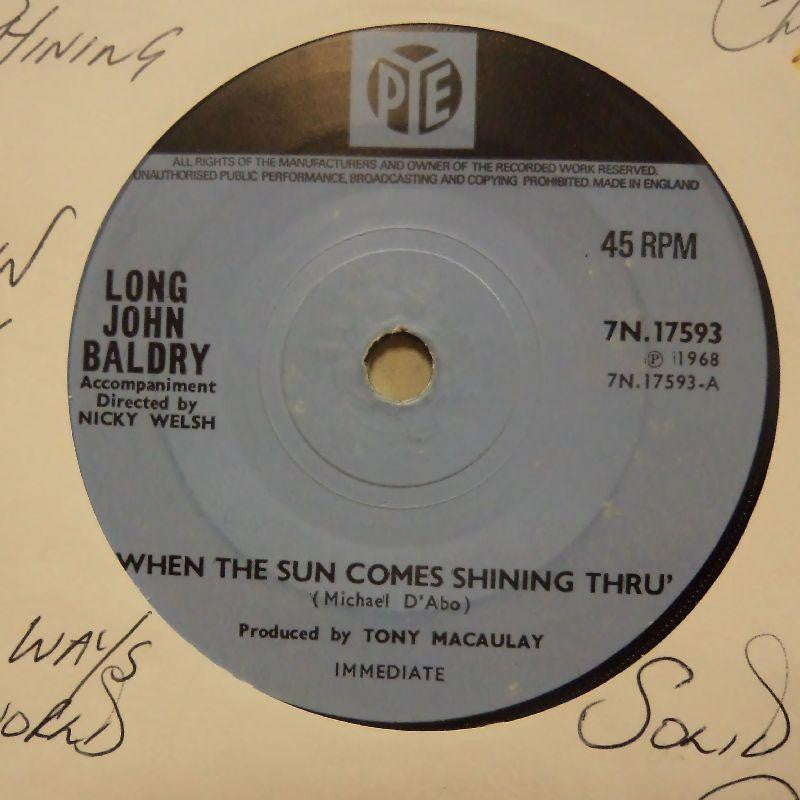 SHINING
PYE
ALL RIGHTS OF THE MANUFACTURERS AND OWNER OF THE RECORDED WORK RESERVED.
UNAUTHORISED PUBLIC PERFORMANCE, BROADCASTING AND COPYING PROHIBITED. MADE IN ENGLAND
45 RPM
LONG
JOHN
BALDRY
Accompaniment
Directed by
NICKY WELSH
7N.17593
Ⓟ 1968
7N.17593-A
WHEN THE SUN COMES SHINING THRU'
(Michael D'Abo)
Produced by TONY MACAULAY
IMMEDIATE
WAYS
SOLID